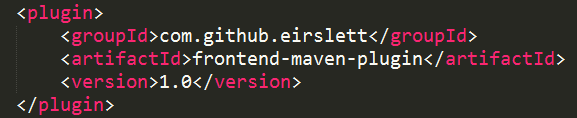 <plugin>
<groupId>com.github.eirslett</groupId>
<artifactId>frontend-maven-plugin</artifactId>
<version>1.0</version>
</plugin>